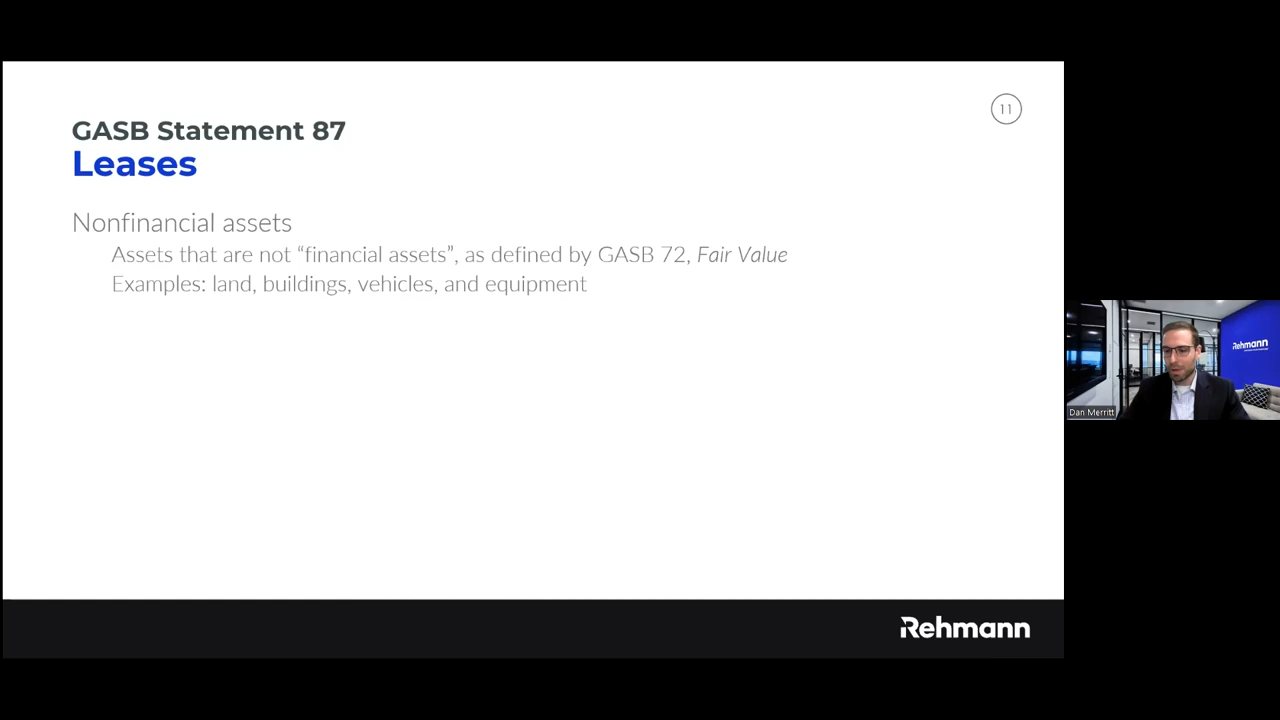 11
GASB Statement 87
Leases
Nonfinancial assets
Assets that are not “financial assets”, as defined by GASB 72, Fair Value
Examples: land, buildings, vehicles, and equipment
Rehmann
Dan Merritt
Rehmann